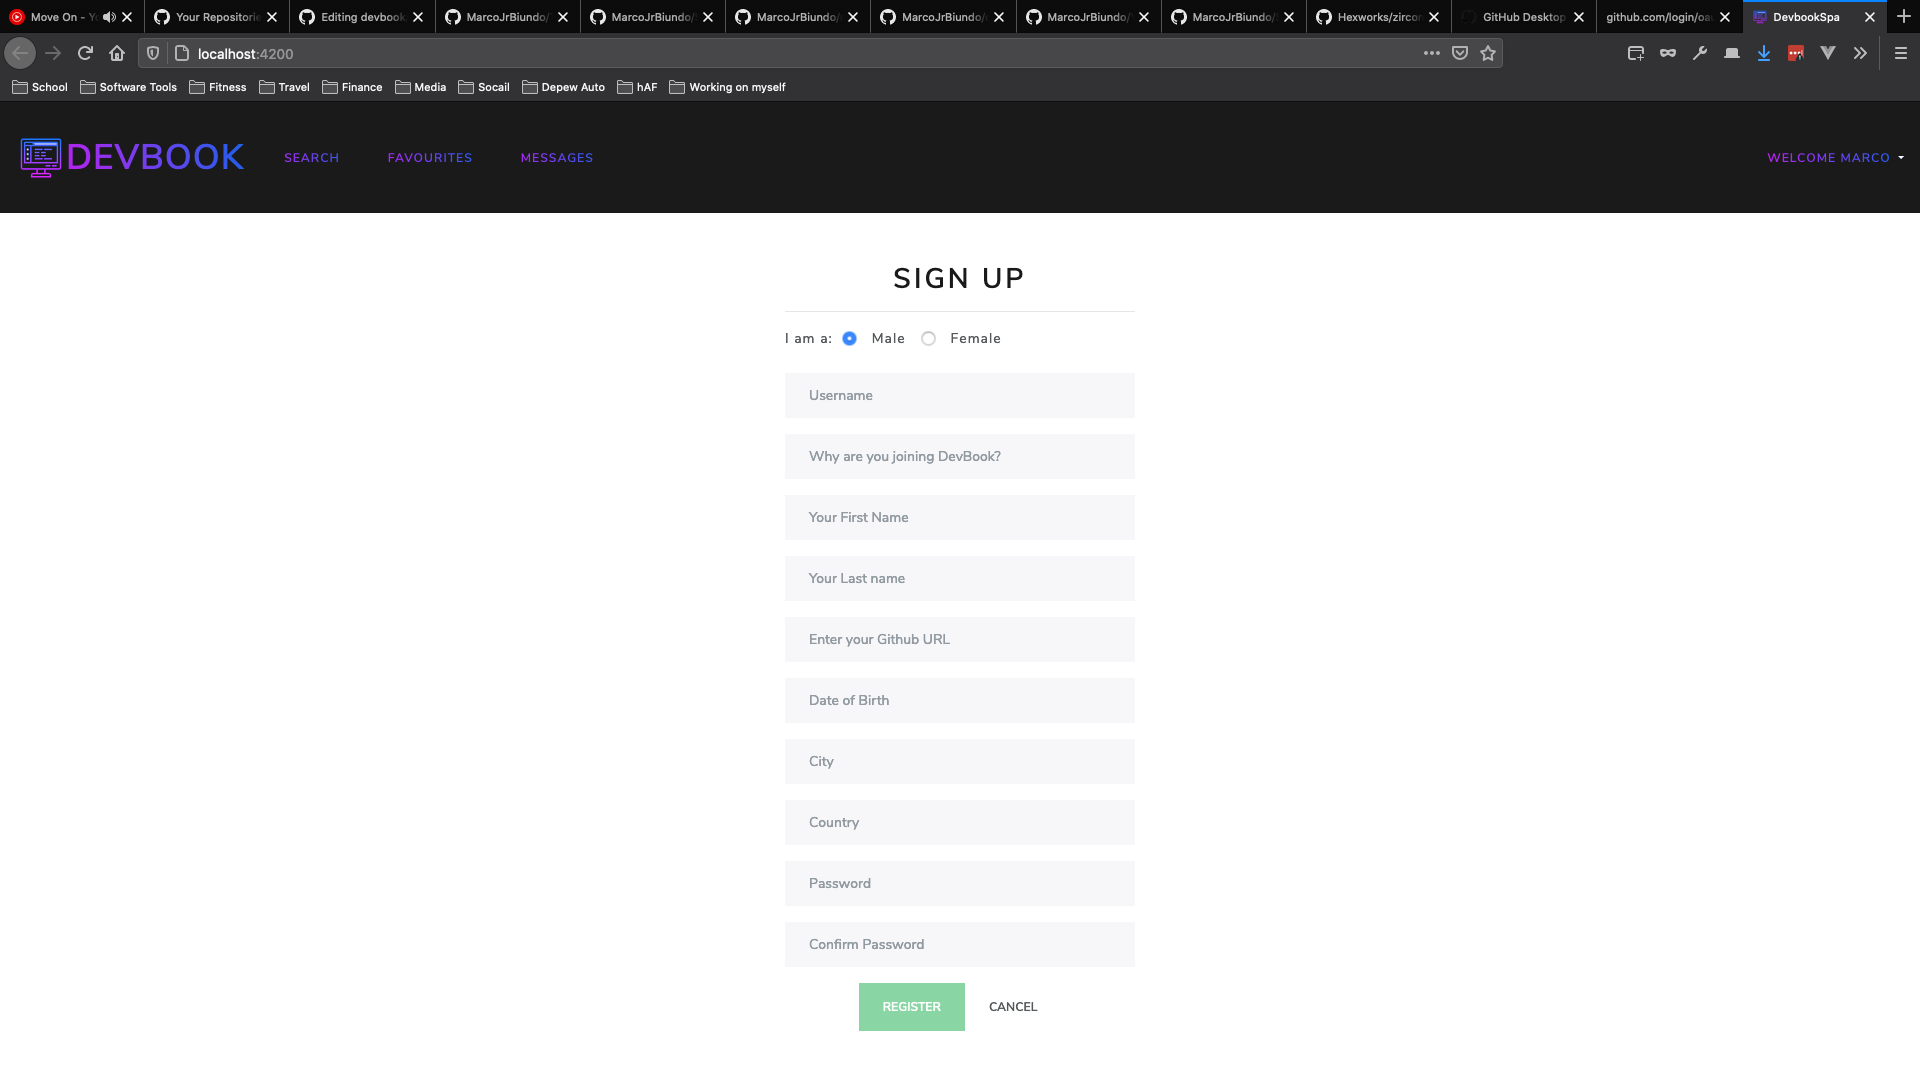 Move On - Yo Your Repositorie Editing devbook MarcoJrBiundo/ MarcoJrBiundo/ MarcoJrBiundo/ MarcoJrBiundo/ MarcoJrBiundo/ MarcoJrBiundo/ Hexworks/zircon GitHub Desktop github.com/login/oau DevbookSpa
localhost:4200
School Software Tools Fitness Travel Finance Media Socail Depew Auto hAF Working on myself
DEVBOOK SEARCH FAVOURITES MESSAGES WELCOME MARCO
SIGN UP
I am a: Male Female
Username
Why are you joining DevBook?
Your First Name
Your Last name
Enter your Github URL
Date of Birth
City
Country
Password
Confirm Password
REGISTER CANCEL